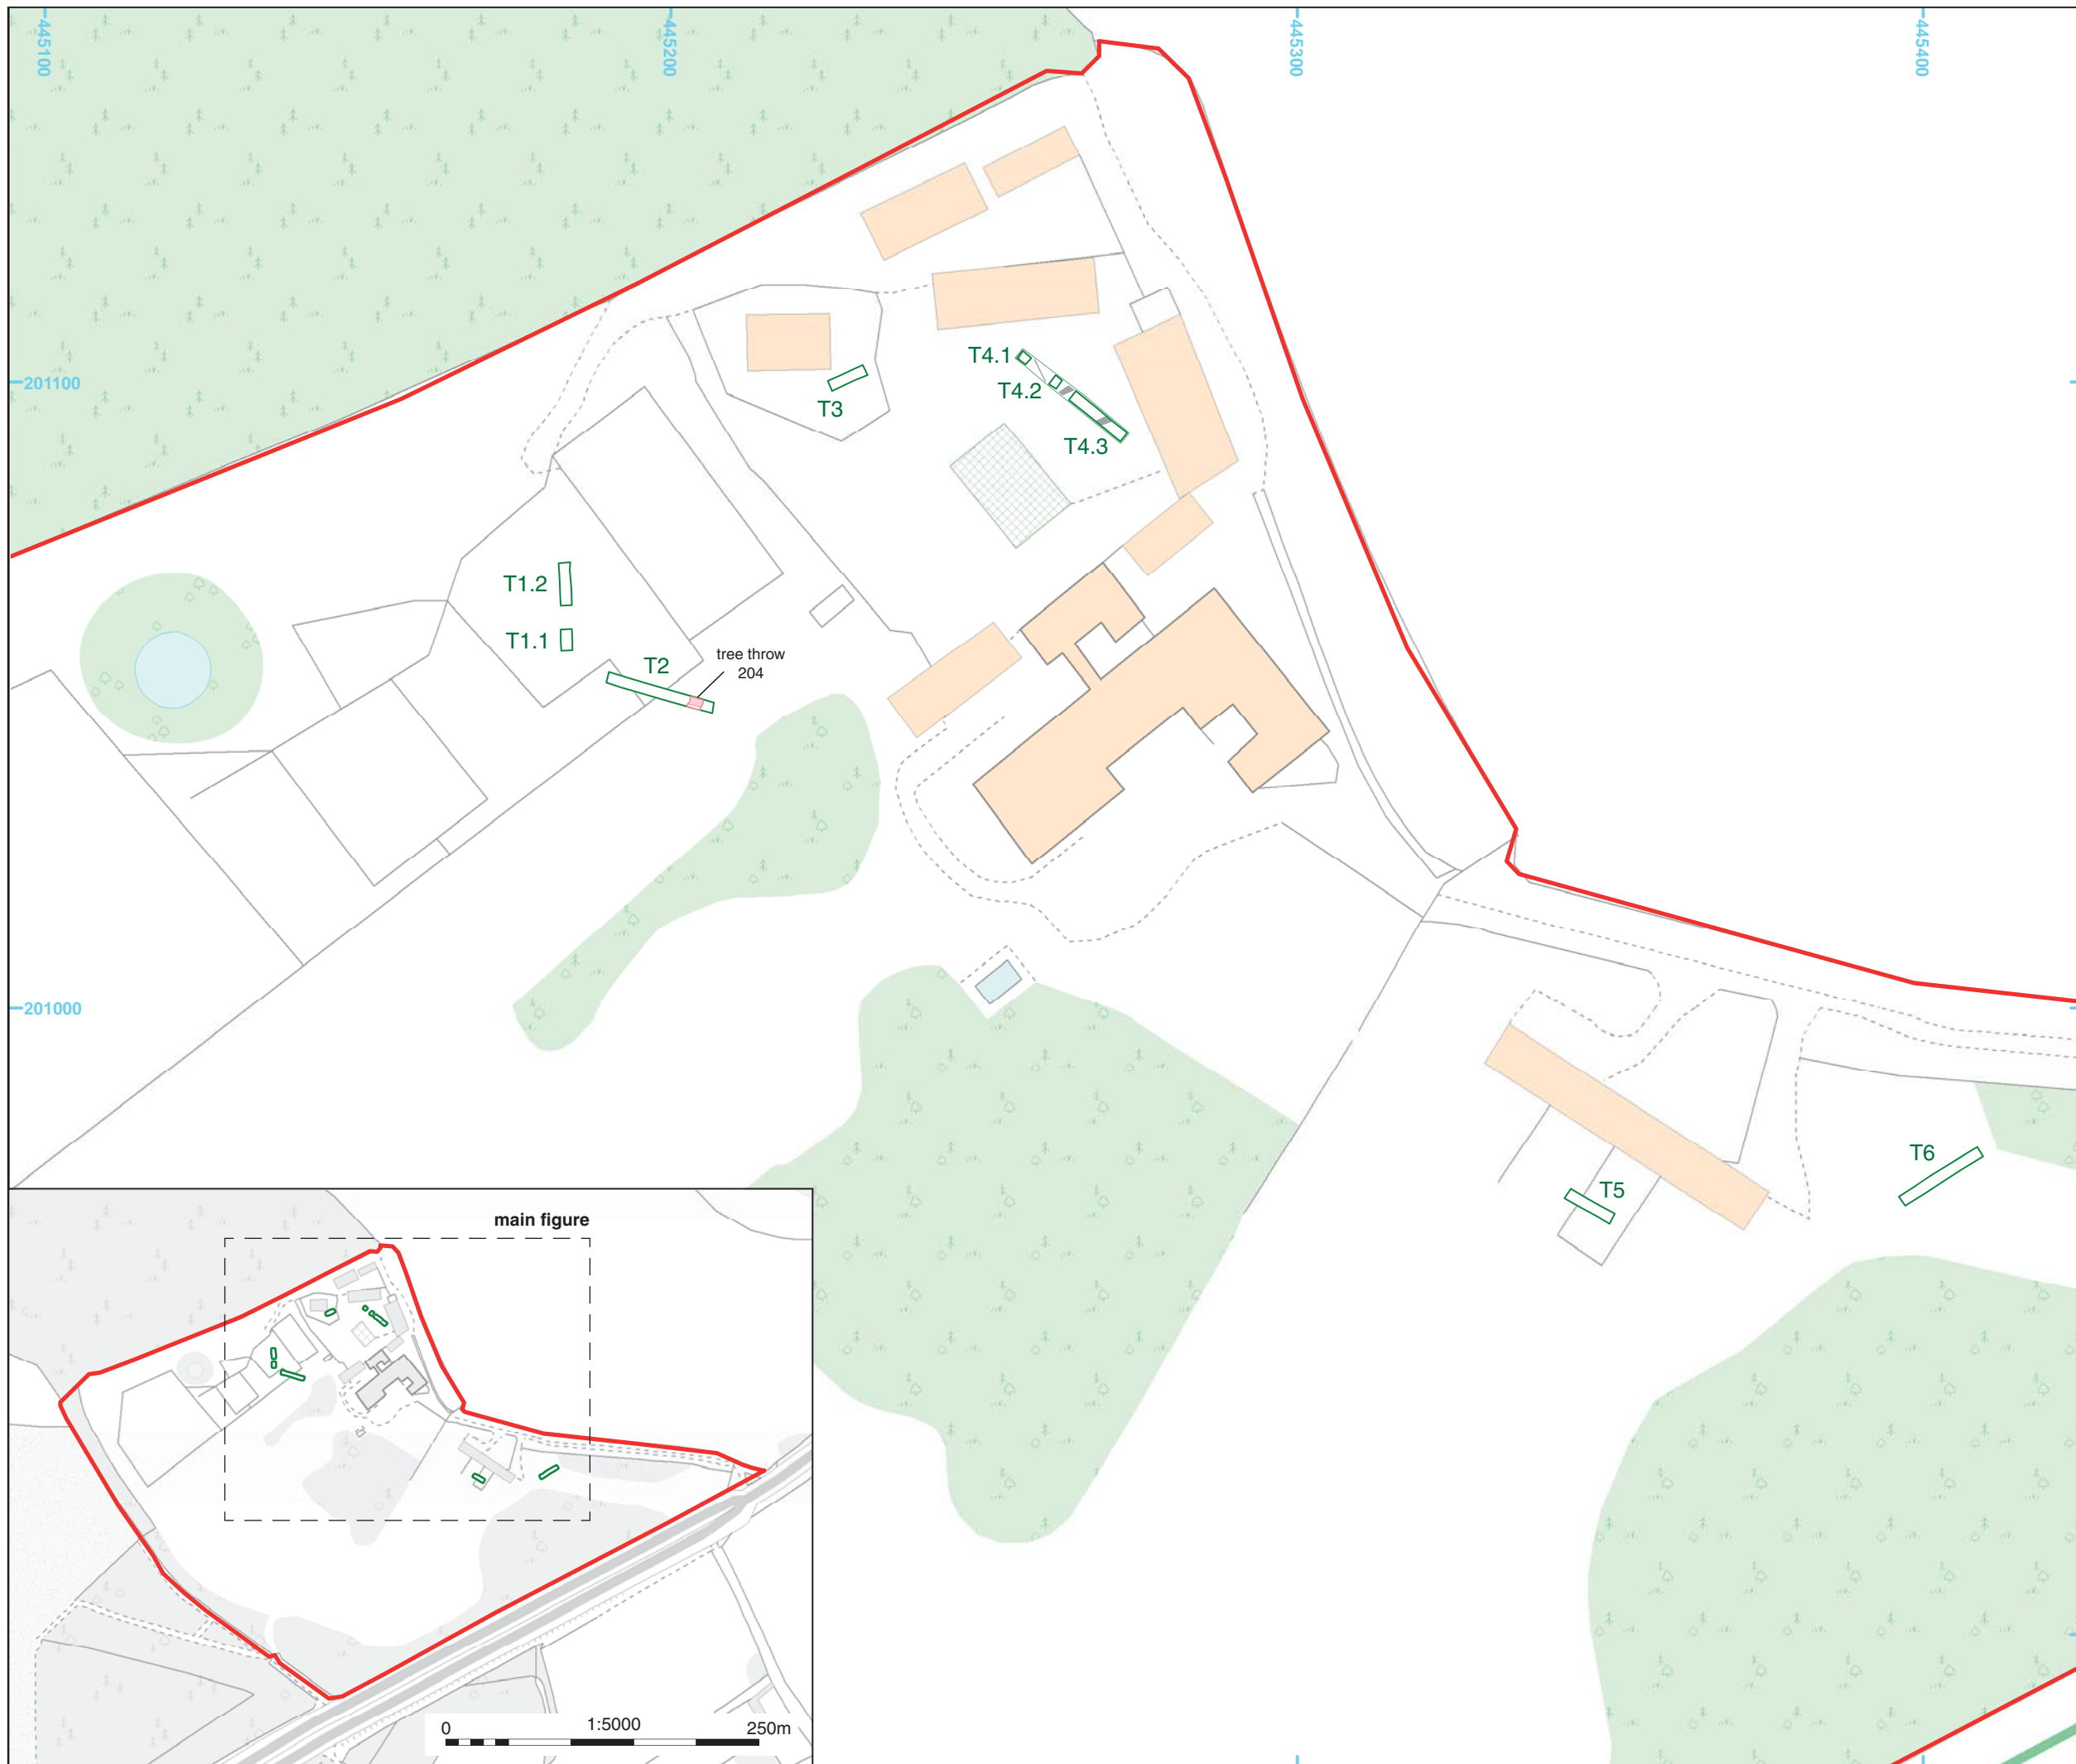 445100
445200
445300
445400
201100
T4.1
T4.2
T3
T4.3
T1.2
T1.1
T2
tree throw
204
201000
T6
T5
main figure
0
1:5000
250m